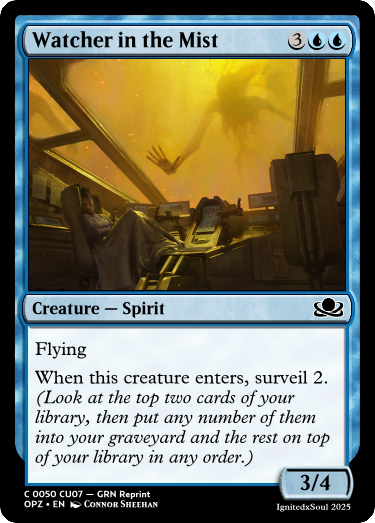 Watcher in the Mist 3
Creature — Spirit
Flying
When this creature enters, surveil 2.
(Look at the top two cards of your
library, then put any number of them
into your graveyard and the rest on top
of your library in any order.)
3/4
C 0050 CU07 — GRN Reprint
OPZ • EN Connor Sheehan
IgnitedxSoul 2025